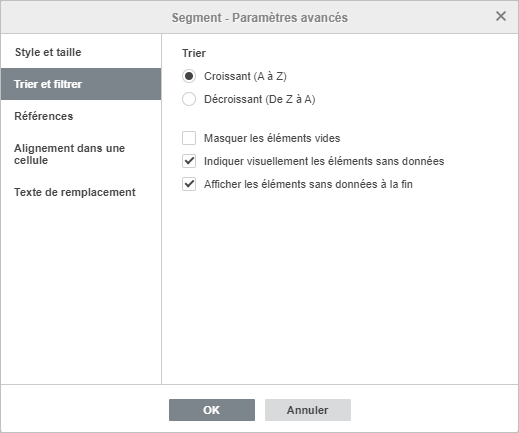 Segment - Paramètres avancés
Style et taille
Trier et filtrer
Références
Alignement dans une
cellule
Texte de remplacement
Trier
Croissant (A à Z)
Décroissant (De Z à A)
Masquer les éléments vides
Indiquer visuellement les éléments sans données
Afficher les éléments sans données à la fin
OK
Annuler